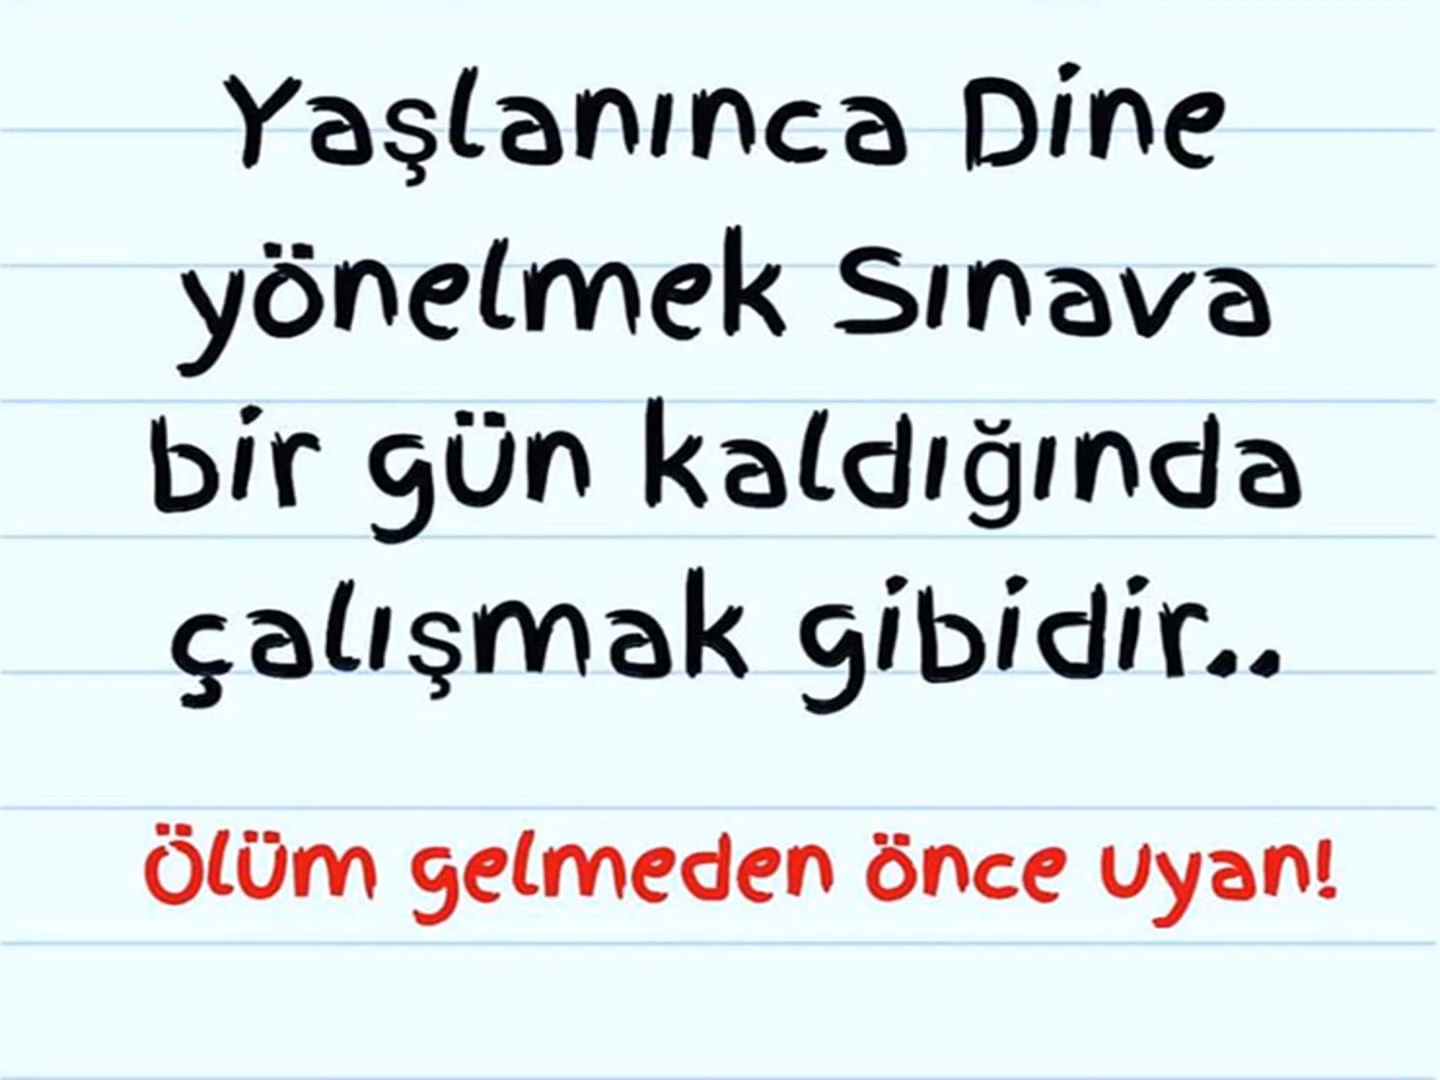 Yaşlanınca Dine
yönelmek Sınava
bir gün kaldığında
çalışmak gibidir..
Ölüm gelmeden önce uyan!